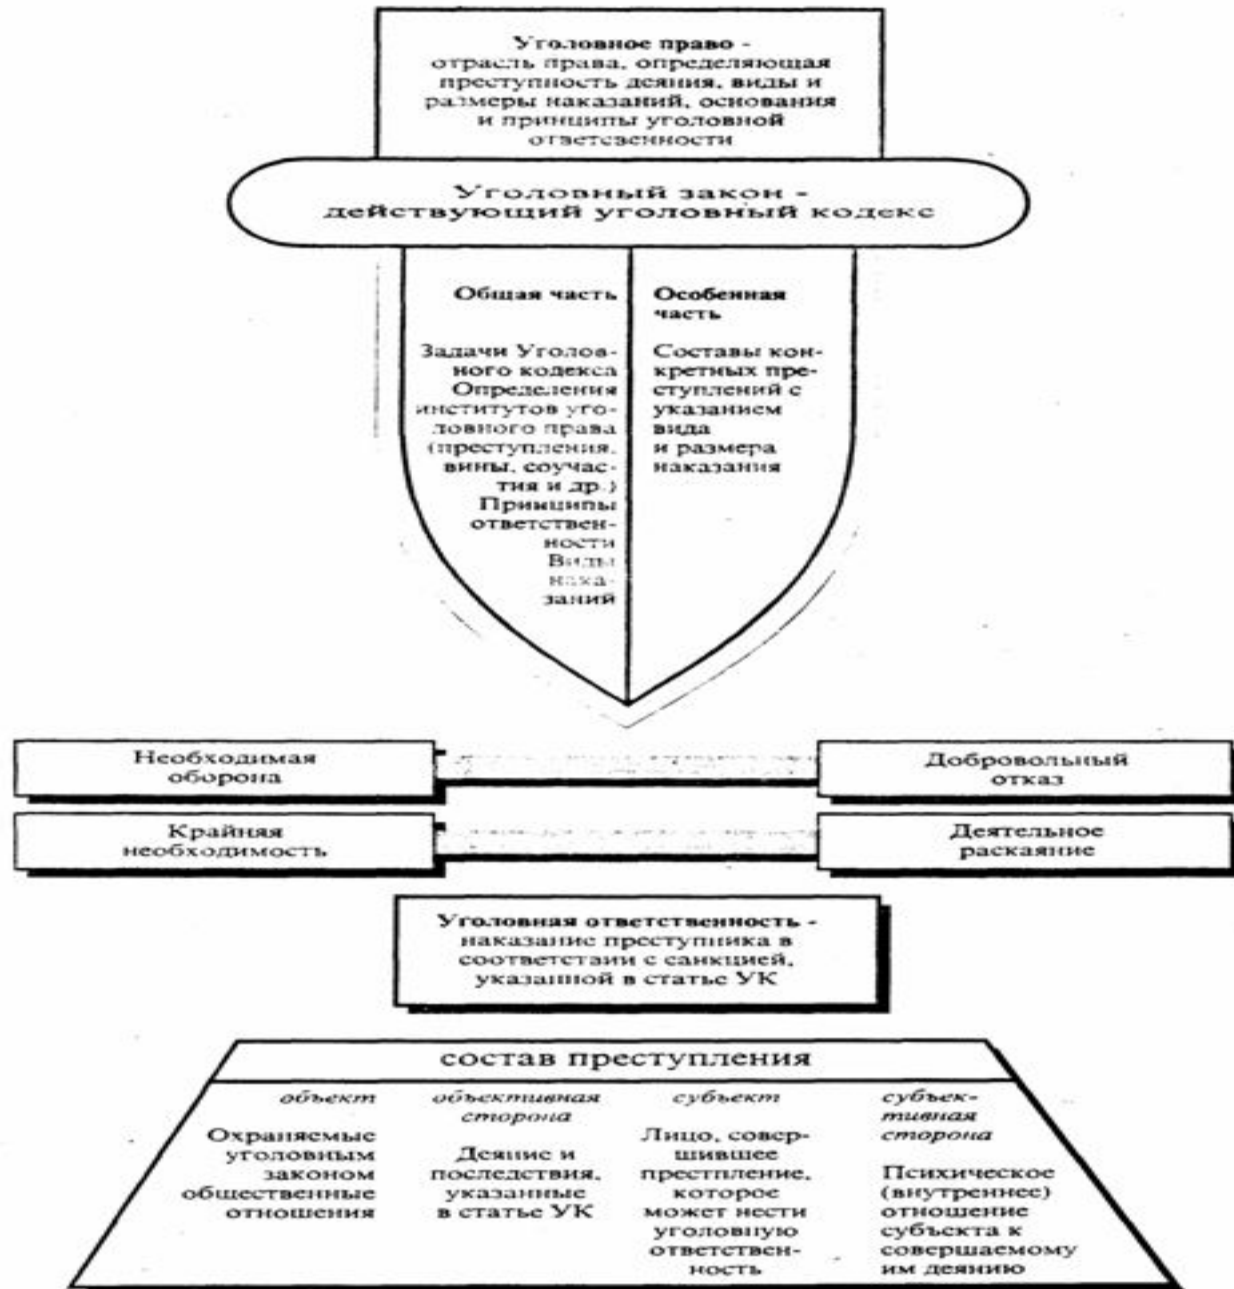 Уголовное право -
отрасль права, определяющая
преступность деяния, виды и
размеры наказаний, основания
и принципы уголовной
ответсвенности
Уголовный закон -
действующий уголовный кодекс
Общая часть
Задачи Уголов-
ного кодекса
Определения
институтов уго-
ловного права
(преступления,
вины, соучас-
тия и др.)
Принципы
ответствен-
ности
Виды
нака-
заний
Особенная
часть
Составы кон-
кретных пре-
ступлений с
указанием
вида
и размера
наказания
Необходимая
оборона
Добровольный
отказ
Крайняя
необходимость
Деятельное
раскаяние
Уголовная ответственность -
наказание преступника в
соответствии с санкцией,
указанной в статье УК
состав преступления
объект
Охраняемые
уголовным
законом
общественные
отношения
объективная
сторона
Деяние и
последствия,
указанные
в статье УК
субъект
Лицо, совер-
шившее
престпление,
которое
может нести
уголовную
ответствен-
ность
субъек-
тивная
сторона
Психическое
(внутреннее)
отношение
субъекта к
совершаемому
им деянию